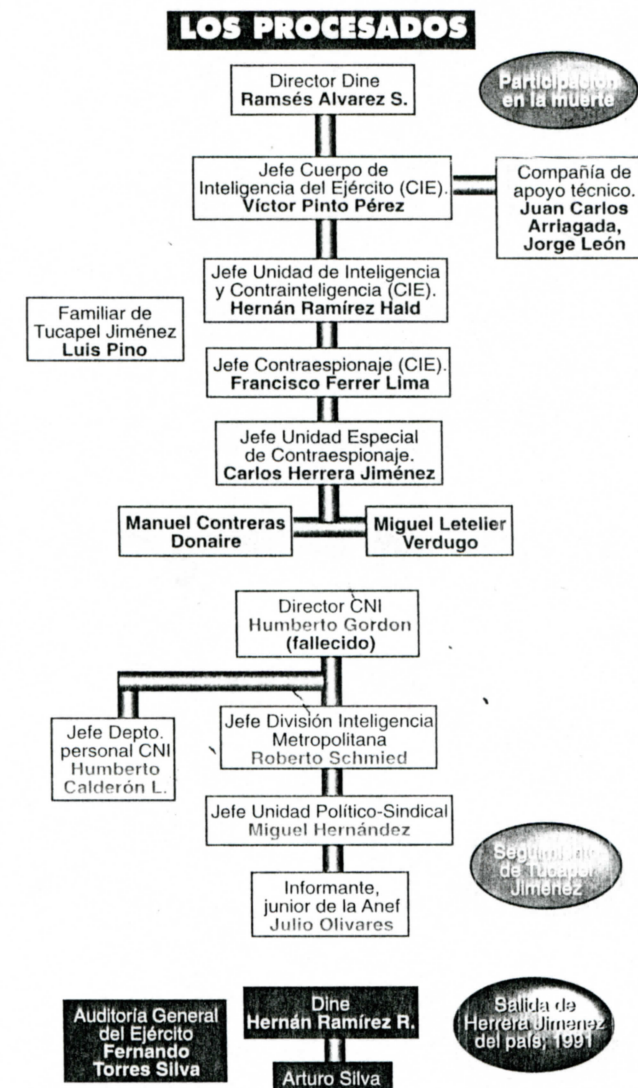 LOS PROCESADOS
Director Dine
Ramsés Alvarez S.
Participación
en la muerte
Jefe Cuerpo de
Inteligencia del Ejército (CIE).
Víctor Pinto Pérez
Compañía de
apoyo técnico.
Juan Carlos
Arriagada,
Jorge León
Jefe Unidad de Inteligencia
y Contrainteligencia (CIE).
Hernán Ramírez Hald
Familiar de
Tucapel Jiménez
Luis Pino
Jefe Contraespionaje (CIE).
Francisco Ferrer Lima
Jefe Unidad Especial
de Contraespionaje.
Carlos Herrera Jiménez
Manuel Contreras
Donaire
Miguel Letelier
Verdugo
Director CNI
Humberto Gordon
(fallecido)
Jefe Depto.
personal CNI
Humberto
Calderón L.
Jefe División Inteligencia
Metropolitana
Roberto Schmied
Jefe Unidad Político-Sindical
Miguel Hernández
Informante,
junior de la Anef
Julio Olivares
Seguimiento
de Tucapel
Jiménez
Auditoría General
del Ejército
Fernando
Torres Silva
Dine
Hernán Ramírez R.
Arturo Silva
Salida de
Herrera Jimenez
del país, 1991